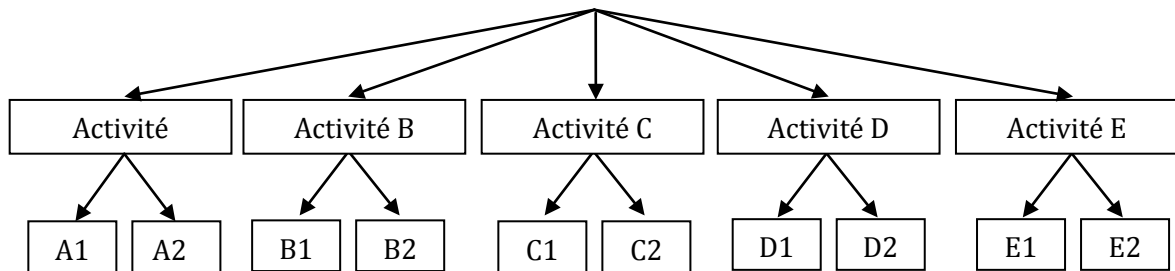 Activité Activité B Activité C Activité D Activité E
A1 A2 B1 B2 C1 C2 D1 D2 E1 E2